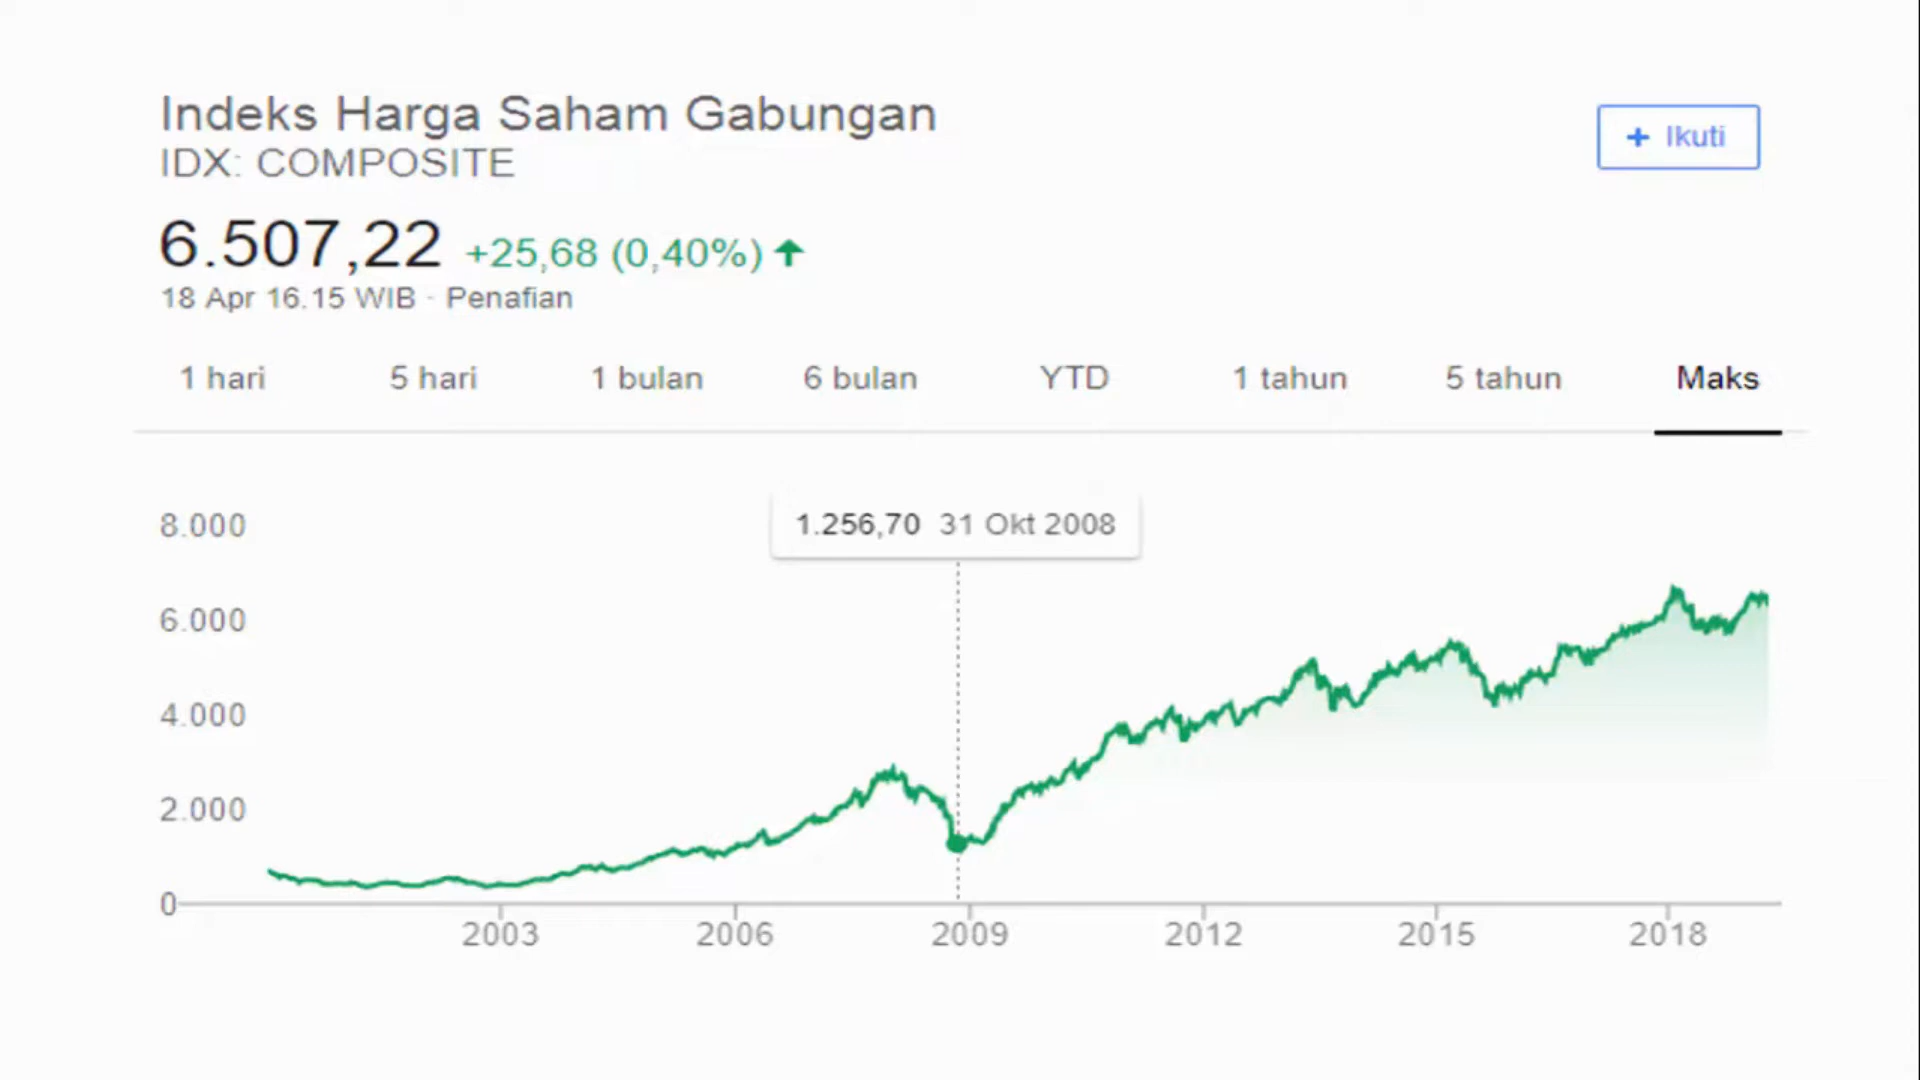 Indeks Harga Saham Gabungan
+ Ikuti
IDX: COMPOSITE
6.507,22 +25,68 (0,40%)
18 Apr 16.15 WIB · Penafian
1 hari 5 hari 1 bulan 6 bulan YTD 1 tahun 5 tahun Maks
1.256,70 31 Okt 2008
8.000
6.000
4.000
2.000
0
2003 2006 2009 2012 2015 2018